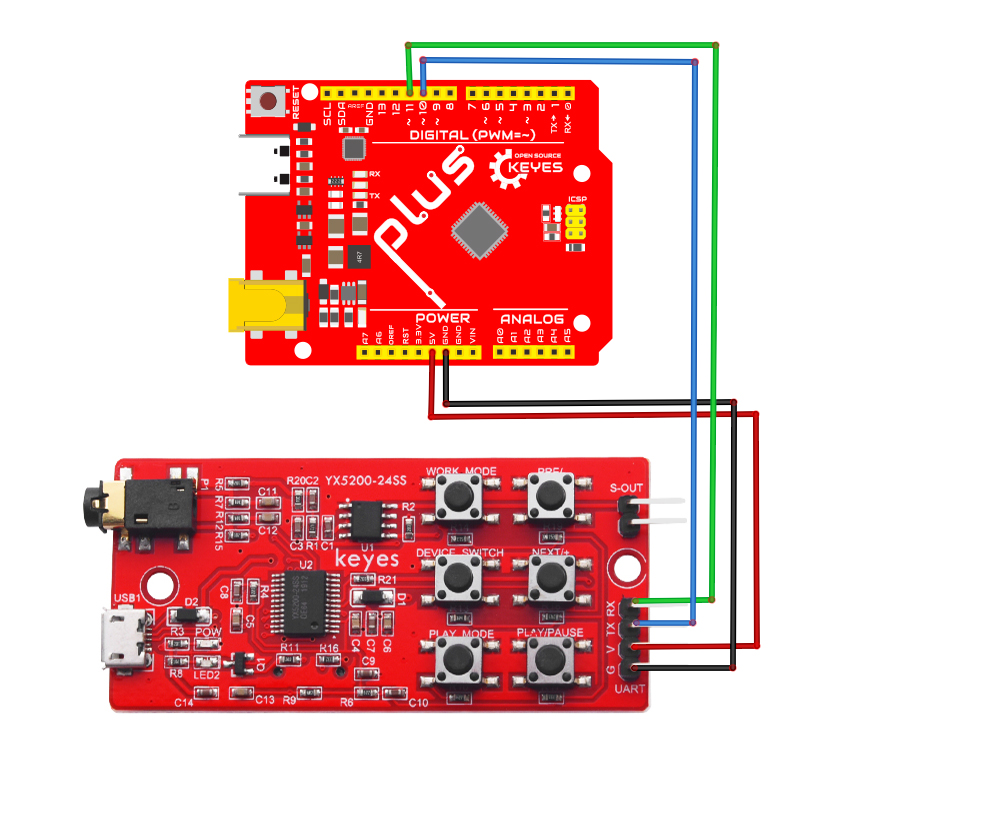 RESET
SCL
SDA
AREF
GND
13
12
~11
~10
~9
8
7
~6
~5
4
~3
2
TX→1
RX←0
DIGITAL (PWM=~)
OPEN SOURCE
KEYES
RX
TX
plus
ICSP
4R7
POWER
ANALOG
A7
A6
OREF
RST
3.3V
5V
GND
GND
VIN
A0
A1
A2
A3
A4
A5
P1
R5
R7
R12
R15
C11
C12
R20
C2
YX5200-24SS
C3
R1
C1
U1
R2
WORK MODE
PRE/-
S-OUT
keyes
U2
DEVICE SWITCH
NEXT/+
USB1
D2
C8
R4
C5
YX5200-24SS
R21
D1
C4
C7
C6
RX
TX
V
G
UART
R3
POW
R8
LED2
Q1
R11
R16
C9
PLAY MODE
PLAY/PAUSE
C14
C13
R9
R6
C10